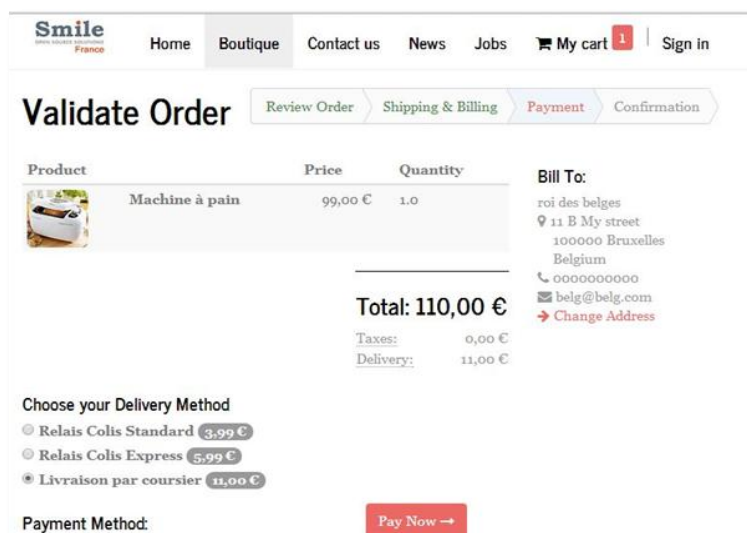 Smile
OPEN SOURCE SOLUTIONS
France
Home Boutique Contact us News Jobs My cart 1 Sign in
Validate Order
Review Order Shipping & Billing Payment Confirmation
Product Price Quantity
Machine à pain 99,00 € 1.0
Bill To:
roi des belges
11 B My street
100000 Bruxelles
Belgium
0000000000
belg@belg.com
Change Address
Total: 110,00 €
Taxes: 0,00 €
Delivery: 11,00 €
Choose your Delivery Method
Relais Colis Standard 3,99 €
Relais Colis Express 5,99 €
Livraison par coursier 11,00 €
Payment Method:
Pay Now →